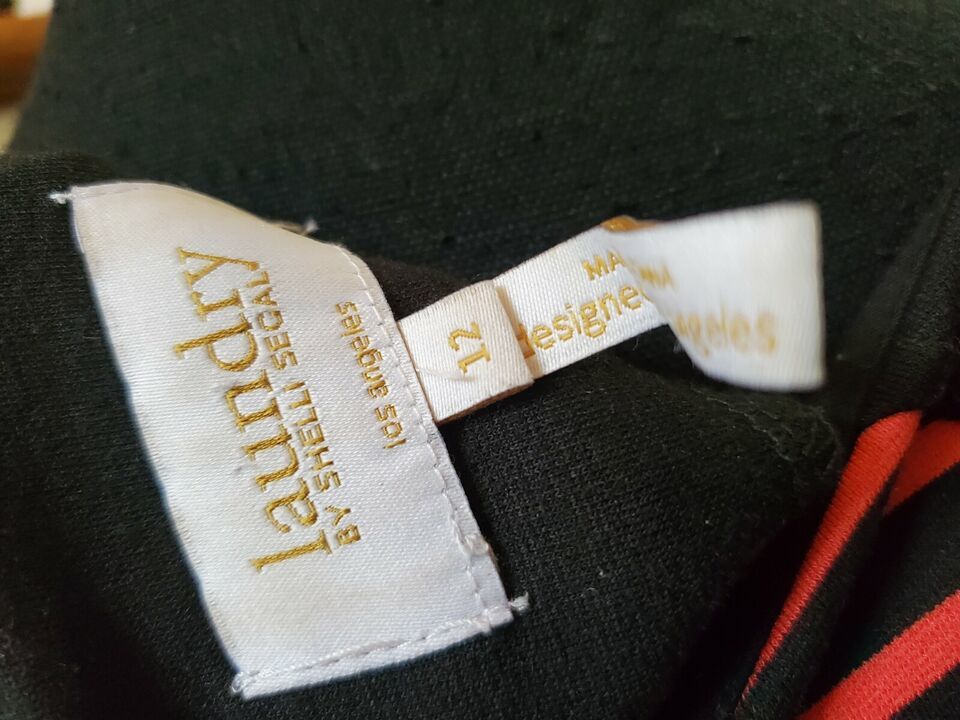 laundry
BY SHELLI SEGAL
los angeles
12
designed